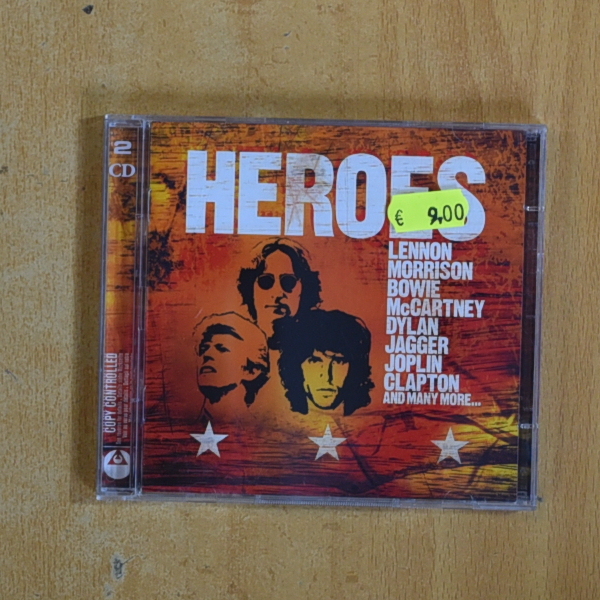 2
CD
HEROES
€ 9,00
LENNON
MORRISON
BOWIE
McCARTNEY
DYLAN
JAGGER
JOPLIN
CLAPTON
AND MANY MORE...
COPY CONTROLLED